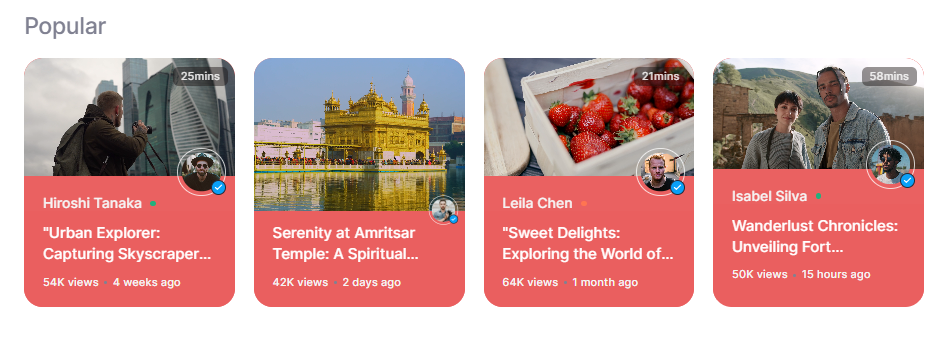 Popular
25mins
Hiroshi Tanaka
"Urban Explorer:
Capturing Skyscraper...
54K views • 4 weeks ago
Serenity at Amritsar
Temple: A Spiritual...
42K views • 2 days ago
21mins
Leila Chen
"Sweet Delights:
Exploring the World of...
64K views • 1 month ago
58mins
Isabel Silva
Wanderlust Chronicles:
Unveiling Fort...
50K views • 15 hours ago